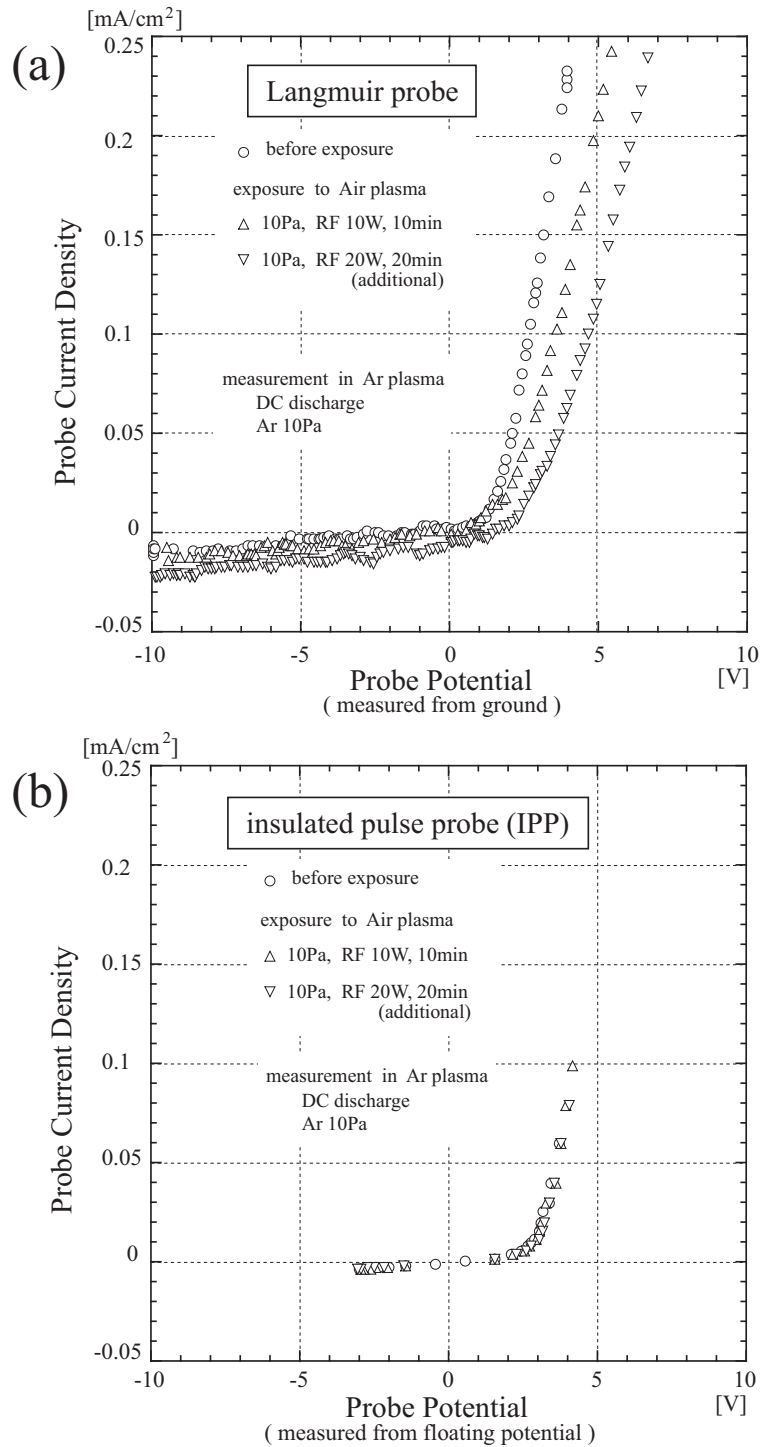 [mA/cm²]
(a)
0.25
Langmuir probe
0.2
before exposure
exposure to Air plasma
10Pa, RF 10W, 10min
0.15
10Pa, RF 20W, 20min
(additional)
Probe Current Density
0.1
measurement in Ar plasma
DC discharge
Ar 10Pa
0.05
0
-0.05
-10 -5 0 5 10
Probe Potential [V]
( measured from ground )
[mA/cm²]
(b)
0.25
insulated pulse probe (IPP)
0.2
before exposure
exposure to Air plasma
10Pa, RF 10W, 10min
0.15
10Pa, RF 20W, 20min
(additional)
Probe Current Density
0.1
measurement in Ar plasma
DC discharge
Ar 10Pa
0.05
0
-0.05
-10 -5 0 5 10
Probe Potential [V]
( measured from floating potential )